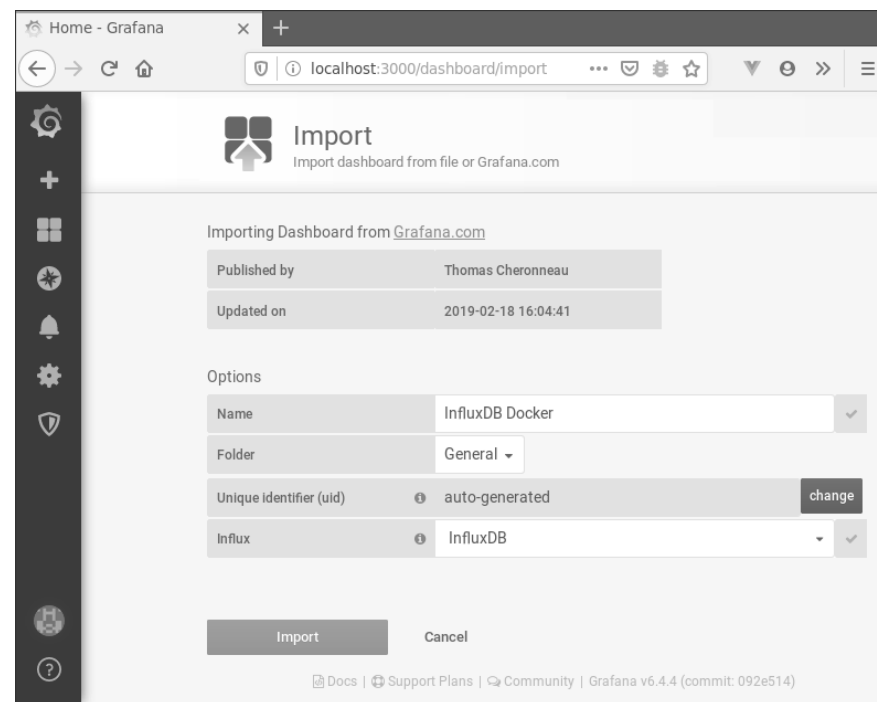 Home - Grafana
localhost:3000/dashboard/import
Import
Import dashboard from file or Grafana.com
Importing Dashboard from Grafana.com
Published by Thomas Cheronneau
Updated on 2019-02-18 16:04:41
Options
Name InfluxDB Docker
Folder General
Unique identifier (uid) auto-generated change
Influx InfluxDB
Import Cancel
Docs | Support Plans | Community | Grafana v6.4.4 (commit: 092e514)